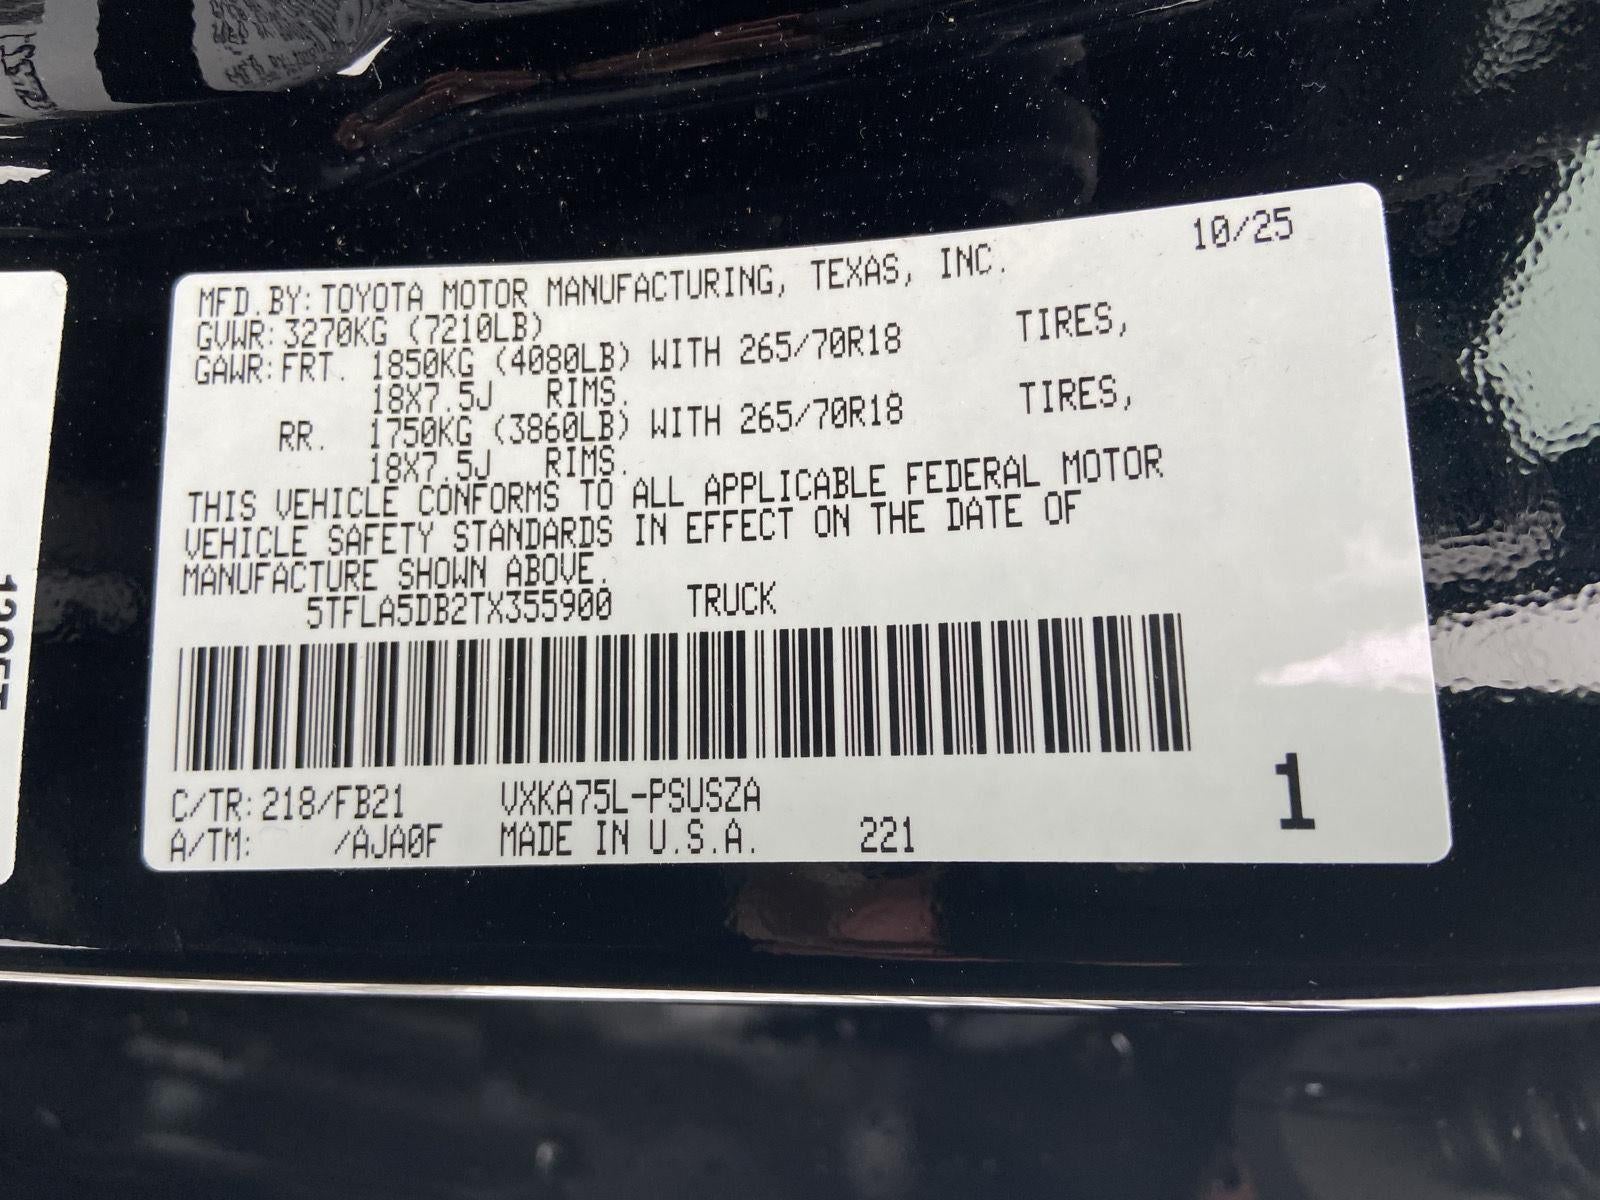 MFD.BY:TOYOTA MOTOR MANUFACTURING, TEXAS, INC. 10/25
GVWR:3270KG (7210LB)
GAWR:FRT. 1850KG (4080LB) WITH 265/70R18 TIRES,
18X7.5J RIMS.
RR. 1750KG (3860LB) WITH 265/70R18 TIRES,
18X7.5J RIMS.
THIS VEHICLE CONFORMS TO ALL APPLICABLE FEDERAL MOTOR
VEHICLE SAFETY STANDARDS IN EFFECT ON THE DATE OF
MANUFACTURE SHOWN ABOVE.
5TFLA5DB2TX355900 TRUCK
C/TR:218/FB21 VXKA75L-PSUSZA
A/TM: /AJA0F MADE IN U.S.A. 221
1